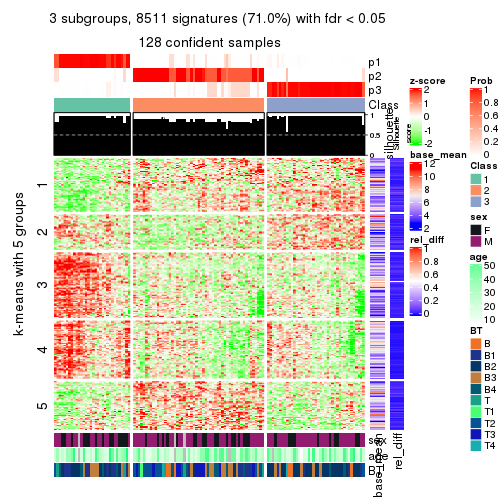 3 subgroups, 8511 signatures (71.0%) with fdr < 0.05
128 confident samples
p1
p2
p3
Class
1
0.5
0
silhouette
Silhouette
score
k-means with 5 groups
1
2
3
4
5
sex
age
BT
base_mean
rel_diff
z-score
2
1
0
-1
-2
base_mean
12
10
8
6
4
2
rel_diff
1
0.8
0.6
0.4
0.2
0
Prob
1
0.8
0.6
0.4
0.2
0
Class
1
2
3
sex
F
M
age
50
40
30
20
10
BT
B
B1
B2
B3
B4
T
T1
T2
T3
T4